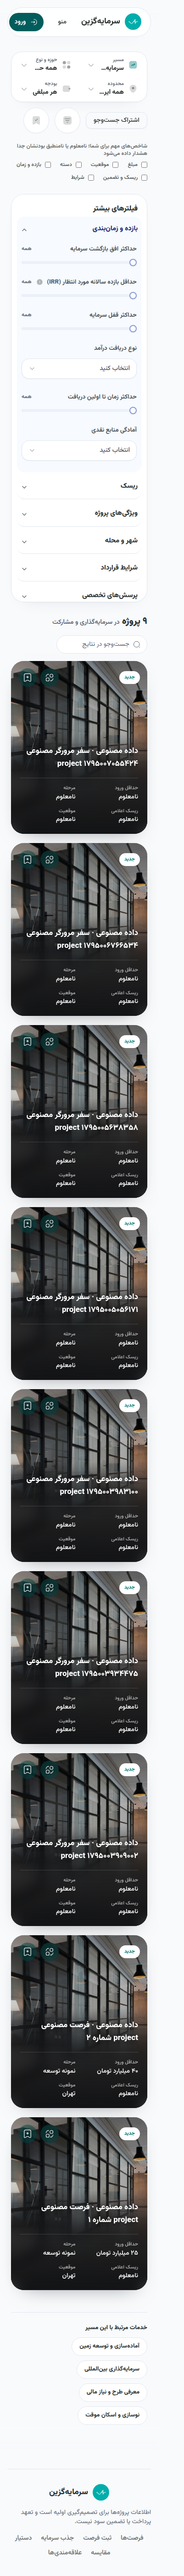 سرمایه‌گزین
منو
ورود
مسیر
سرمایه...
حوزه و نوع
همه حـ...
محدوده
همه ایر...
بودجه
هر مبلغی
اشتراک جست‌وجو
شاخص‌های مهم برای شما؛ نامعلوم یا نامنطبق بودنشان جدا
هشدار داده می‌شود
مبلغ
موقعیت
دسته
بازده و زمان
ریسک و تضمین
شرایط
فیلترهای بیشتر
بازده و زمان‌بندی
حداکثر افق بازگشت سرمایه
همه
حداقل بازده سالانه مورد انتظار (IRR)
همه
حداکثر قفل سرمایه
همه
نوع دریافت درآمد
انتخاب کنید
حداکثر زمان تا اولین دریافت
همه
آمادگی منابع نقدی
انتخاب کنید
ریسک
ویژگی‌های پروژه
شهر و محله
شرایط قرارداد
پرسش‌های تخصصی
۹ پروژه در سرمایه‌گذاری و مشارکت
جست‌وجو در نتایج
جدید
داده مصنوعی - سفر مرورگر مصنوعی
project ۱۷۹۵۰۰۷۰۵۵۴۲۴
حداقل ورود
نامعلوم
مرحله
نامعلوم
ریسک اعلامی
نامعلوم
موقعیت
نامعلوم
جدید
داده مصنوعی - سفر مرورگر مصنوعی
project ۱۷۹۵۰۰۶۷۶۶۵۳۴
حداقل ورود
نامعلوم
مرحله
نامعلوم
ریسک اعلامی
نامعلوم
موقعیت
نامعلوم
جدید
داده مصنوعی - سفر مرورگر مصنوعی
project ۱۷۹۵۰۰۵۶۳۸۳۵۸
حداقل ورود
نامعلوم
مرحله
نامعلوم
ریسک اعلامی
نامعلوم
موقعیت
نامعلوم
جدید
داده مصنوعی - سفر مرورگر مصنوعی
project ۱۷۹۵۰۰۵۰۵۶۱۷۱
حداقل ورود
نامعلوم
مرحله
نامعلوم
ریسک اعلامی
نامعلوم
موقعیت
نامعلوم
جدید
داده مصنوعی - سفر مرورگر مصنوعی
project ۱۷۹۵۰۰۳۹۸۳۱۰۰
حداقل ورود
نامعلوم
مرحله
نامعلوم
ریسک اعلامی
نامعلوم
موقعیت
نامعلوم
جدید
داده مصنوعی - سفر مرورگر مصنوعی
project ۱۷۹۵۰۰۳۹۳۴۴۷۵
حداقل ورود
نامعلوم
مرحله
نامعلوم
ریسک اعلامی
نامعلوم
موقعیت
نامعلوم
جدید
داده مصنوعی - سفر مرورگر مصنوعی
project ۱۷۹۵۰۰۳۹۰۹۰۰۲
حداقل ورود
نامعلوم
مرحله
نامعلوم
ریسک اعلامی
نامعلوم
موقعیت
نامعلوم
جدید
داده مصنوعی - فرصت مصنوعی
project شماره ۲
حداقل ورود
۴۰ میلیارد تومان
مرحله
نمونه توسعه
ریسک اعلامی
نامعلوم
موقعیت
تهران
جدید
داده مصنوعی - فرصت مصنوعی
project شماره ۱
حداقل ورود
۲۵ میلیارد تومان
مرحله
نمونه توسعه
ریسک اعلامی
نامعلوم
موقعیت
تهران
خدمات مرتبط با این مسیر
آماده‌سازی و توسعه زمین
سرمایه‌گذاری بین‌المللی
معرفی طرح و نیاز مالی
نوسازی و اسکان موقت
سرمایه‌گزین
اطلاعات پروژه‌ها برای تصمیم‌گیری اولیه است و تعهد
پرداخت یا تضمین سود نیست.
فرصت‌ها
ثبت فرصت
جذب سرمایه
دستیار
مقایسه
علاقه‌مندی‌ها